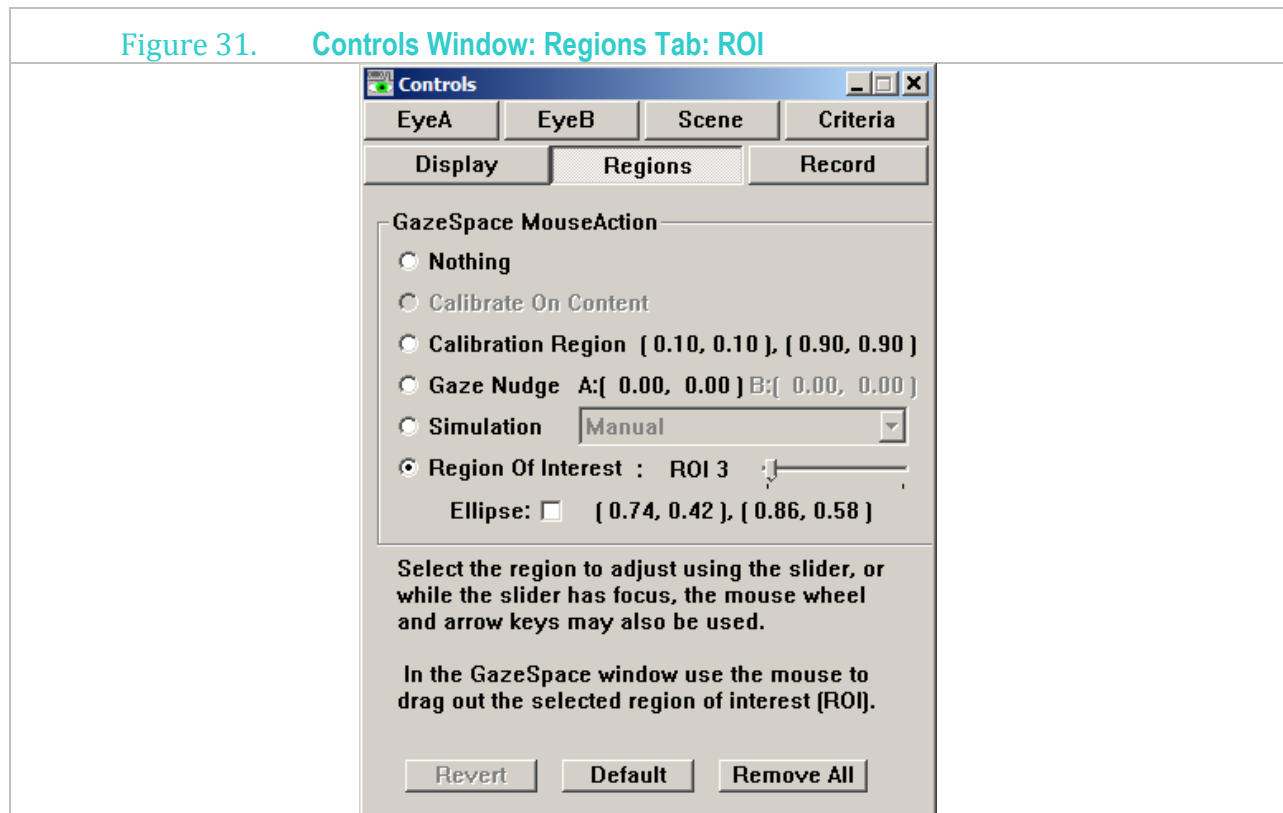 Figure 31. Controls Window: Regions Tab: ROI
Controls
EyeA EyeB Scene Criteria
Display Regions Record
GazeSpace MouseAction
Nothing
Calibrate On Content
Calibration Region ( 0.10, 0.10 ), ( 0.90, 0.90 )
Gaze Nudge A:( 0.00, 0.00 ) B:( 0.00, 0.00 )
Simulation Manual
Region Of Interest : ROI 3
Ellipse: ( 0.74, 0.42 ), ( 0.86, 0.58 )
Select the region to adjust using the slider, or
while the slider has focus, the mouse wheel
and arrow keys may also be used.
In the GazeSpace window use the mouse to
drag out the selected region of interest (ROI).
Revert Default Remove All